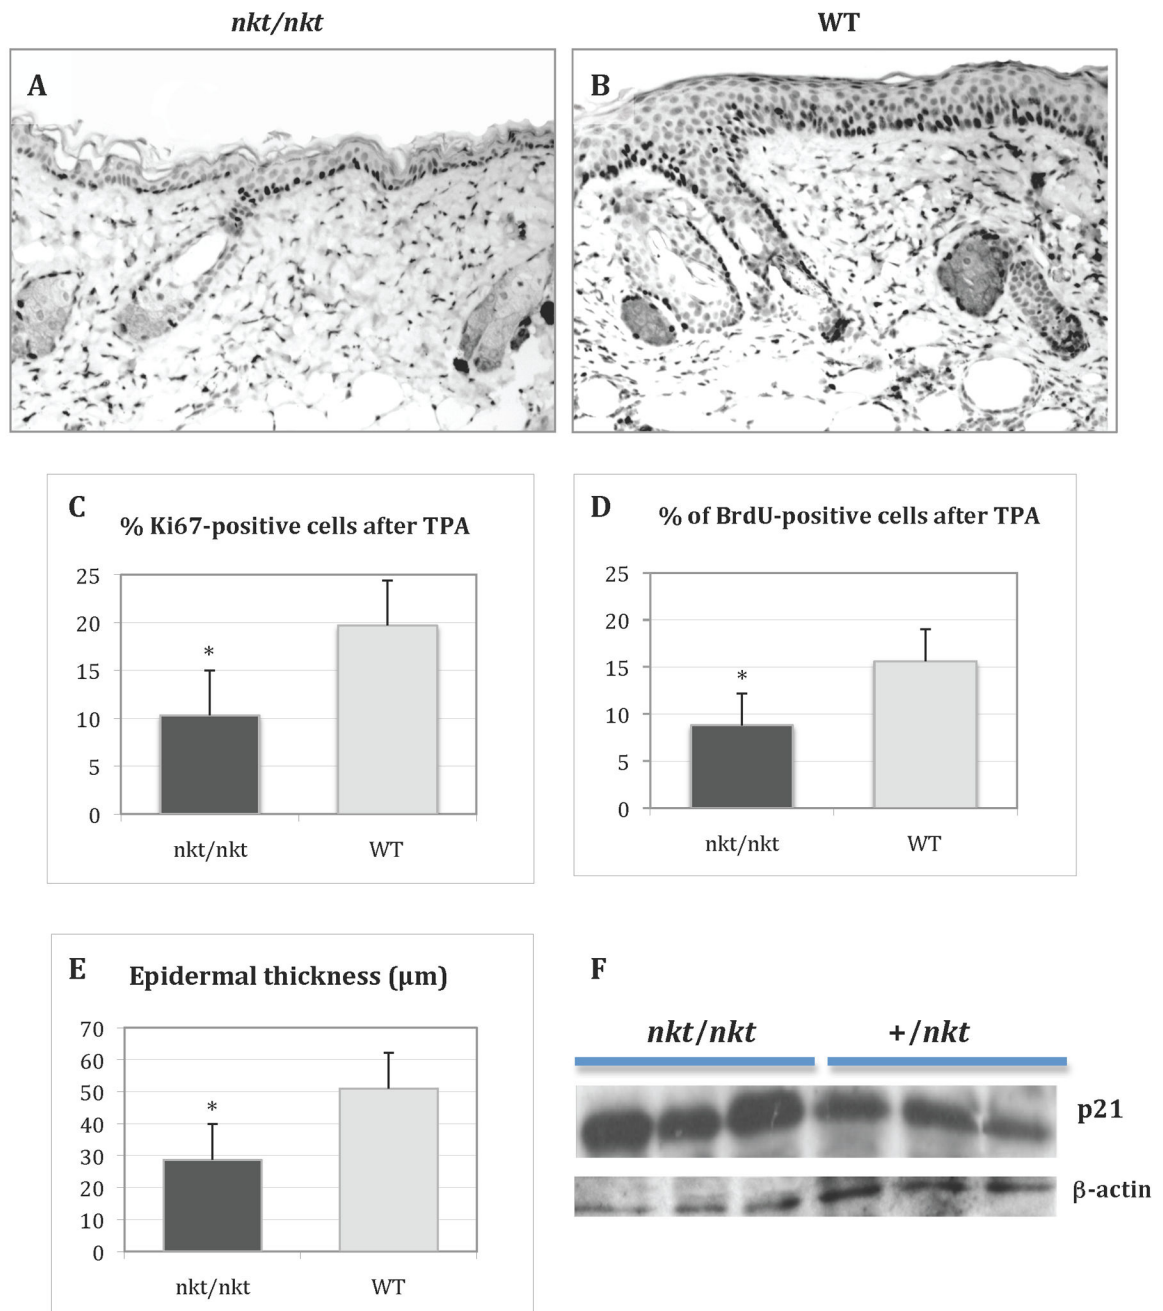 nkt/nkt WT
A B
C % Ki67-positive cells after TPA
25
20
15
10
5
0
*
nkt/nkt WT
D % of BrdU-positive cells after TPA
25
20
15
10
5
0
*
nkt/nkt WT
E Epidermal thickness (μm)
70
60
50
40
30
20
10
0
*
nkt/nkt WT
F
nkt/nkt +/nkt
p21
β-actin